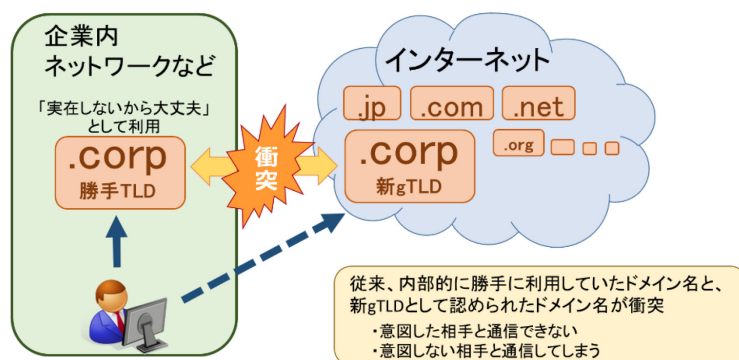 企業内
ネットワークなど
「実在しないから大丈夫」
として利用
.corp
勝手TLD
衝突
インターネット
.jp
.com
.net
.corp
新gTLD
.org
従来、内部的に勝手に利用していたドメイン名と、
新gTLDとして認められたドメイン名が衝突
・意図した相手と通信できない
・意図しない相手と通信してしまう